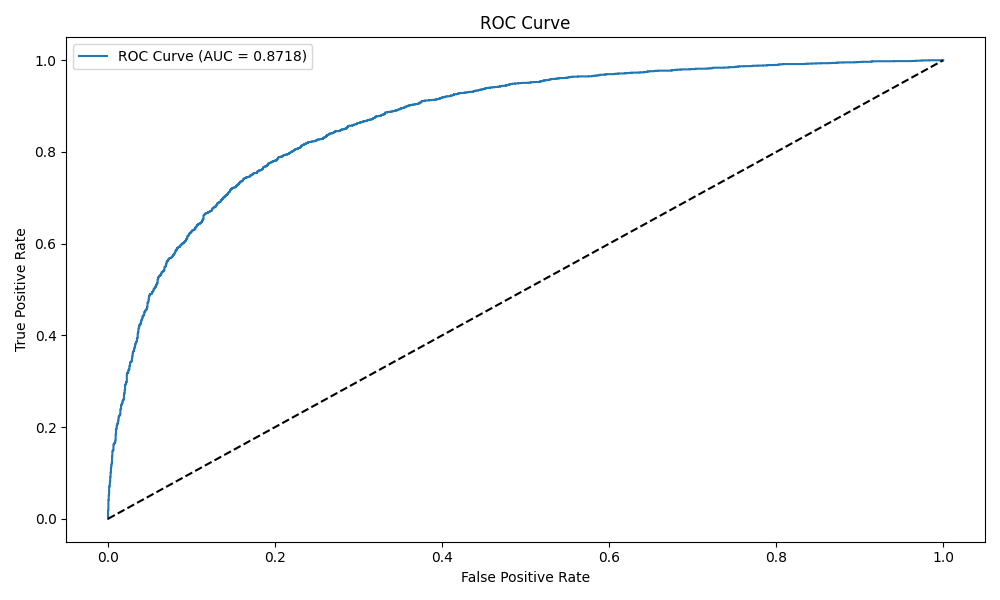 ROC Curve
ROC Curve (AUC = 0.8718)
True Positive Rate
1.0
0.8
0.6
0.4
0.2
0.0
0.0 0.2 0.4 0.6 0.8 1.0
False Positive Rate